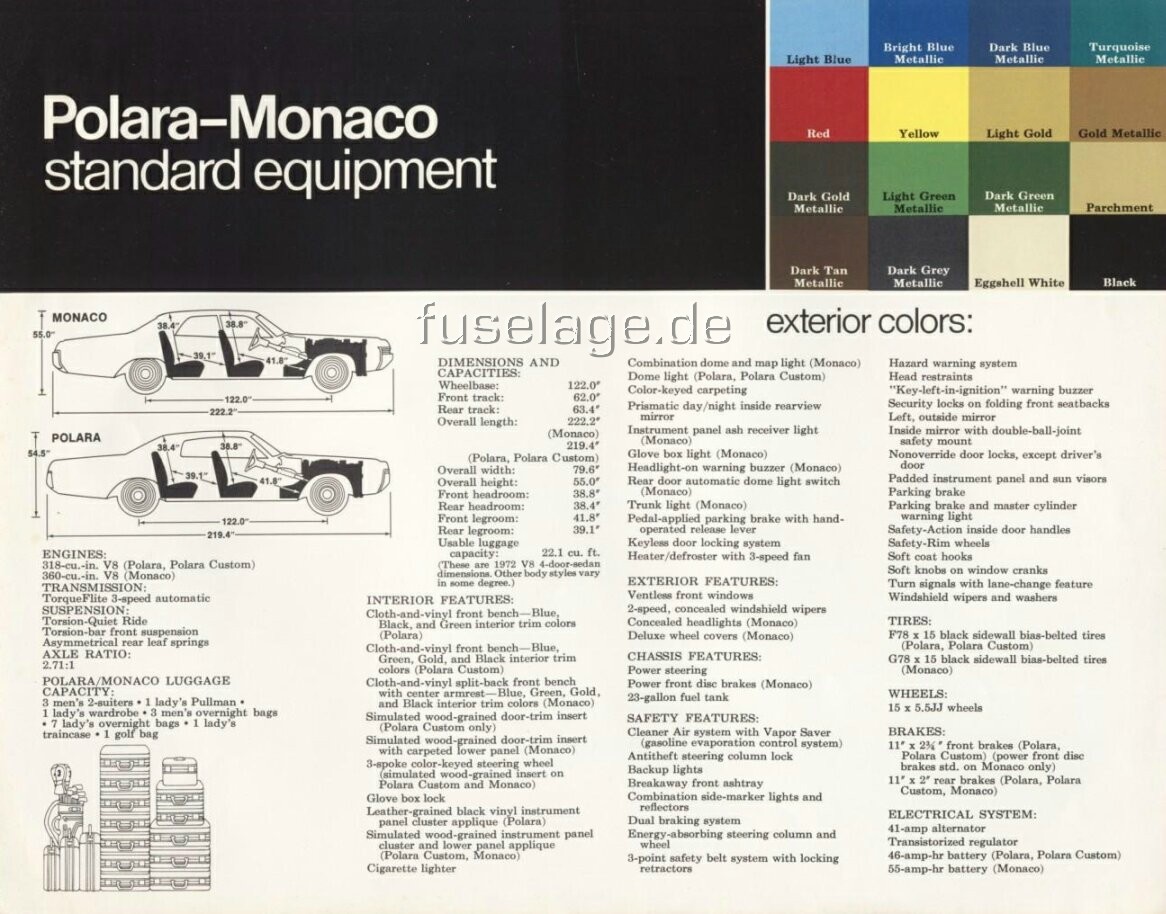 Polara–Monaco
standard equipment
Light Blue
Bright Blue
Metallic
Dark Blue
Metallic
Turquoise
Metallic
Red
Yellow
Light Gold
Gold Metallic
Dark Gold
Metallic
Light Green
Metallic
Dark Green
Metallic
Parchment
Dark Tan
Metallic
Dark Grey
Metallic
Eggshell White
Black
fuselage.de
exterior colors:
MONACO
55.0"
38.4"
38.8"
39.1"
41.8"
122.0"
222.2"
POLARA
54.5"
38.4"
38.8"
39.1"
41.8"
122.0"
219.4"
ENGINES:
318-cu.-in. V8 (Polara, Polara Custom)
360-cu.-in. V8 (Monaco)
TRANSMISSION:
TorqueFlite 3-speed automatic
SUSPENSION:
Torsion-Quiet Ride
Torsion-bar front suspension
Asymmetrical rear leaf springs
AXLE RATIO:
2.71:1
POLARA/MONACO LUGGAGE
CAPACITY:
3 men's 2-suiters • 1 lady's Pullman •
1 lady's wardrobe • 3 men's overnight bags
• 7 lady's overnight bags • 1 lady's
traincase • 1 golf bag
DIMENSIONS AND
CAPACITIES:
Wheelbase: 122.0"
Front track: 62.0"
Rear track: 63.4"
Overall length: 222.2"
(Monaco)
219.4"
(Polara, Polara Custom)
Overall width: 79.6"
Overall height: 55.0"
Front headroom: 38.8"
Rear headroom: 38.4"
Front legroom: 41.8"
Rear legroom: 39.1"
Usable luggage
capacity: 22.1 cu. ft.
(These are 1972 V8 4-door-sedan
dimensions. Other body styles vary
in some degree.)
INTERIOR FEATURES:
Cloth-and-vinyl front bench—Blue,
Black, and Green interior trim colors
(Polara)
Cloth-and-vinyl front bench—Blue,
Green, Gold, and Black interior trim
colors (Polara Custom)
Cloth-and-vinyl split-back front bench
with center armrest—Blue, Green, Gold,
and Black interior trim colors (Monaco)
Simulated wood-grained door-trim insert
(Polara Custom only)
Simulated wood-grained door-trim insert
with carpeted lower panel (Monaco)
3-spoke color-keyed steering wheel
(simulated wood-grained insert on
Polara Custom and Monaco)
Glove box lock
Leather-grained black vinyl instrument
panel cluster applique (Polara)
Simulated wood-grained instrument panel
cluster and lower panel applique
(Polara Custom, Monaco)
Cigarette lighter
Combination dome and map light (Monaco)
Dome light (Polara, Polara Custom)
Color-keyed carpeting
Prismatic day/night inside rearview
mirror
Instrument panel ash receiver light
(Monaco)
Glove box light (Monaco)
Headlight-on warning buzzer (Monaco)
Rear door automatic dome light switch
(Monaco)
Trunk light (Monaco)
Pedal-applied parking brake with hand-
operated release lever
Keyless door locking system
Heater/defroster with 3-speed fan
EXTERIOR FEATURES:
Ventless front windows
2-speed, concealed windshield wipers
Concealed headlights (Monaco)
Deluxe wheel covers (Monaco)
CHASSIS FEATURES:
Power steering
Power front disc brakes (Monaco)
23-gallon fuel tank
SAFETY FEATURES:
Cleaner Air system with Vapor Saver
(gasoline evaporation control system)
Antitheft steering column lock
Backup lights
Breakaway front ashtray
Combination side-marker lights and
reflectors
Dual braking system
Energy-absorbing steering column and
wheel
3-point safety belt system with locking
retractors
Hazard warning system
Head restraints
"Key-left-in-ignition" warning buzzer
Security locks on folding front seatbacks
Left, outside mirror
Inside mirror with double-ball-joint
safety mount
Nonoverride door locks, except driver's
door
Padded instrument panel and sun visors
Parking brake
Parking brake and master cylinder
warning light
Safety-Action inside door handles
Safety-Rim wheels
Soft coat hooks
Soft knobs on window cranks
Turn signals with lane-change feature
Windshield wipers and washers
TIRES:
F78 x 15 black sidewall bias-belted tires
(Polara, Polara Custom)
G78 x 15 black sidewall bias-belted tires
(Monaco)
WHEELS:
15 x 5.5JJ wheels
BRAKES:
11" x 2¾" front brakes (Polara,
Polara Custom) (power front disc
brakes std. on Monaco only)
11" x 2" rear brakes (Polara, Polara
Custom, Monaco)
ELECTRICAL SYSTEM:
41-amp alternator
Transistorized regulator
46-amp-hr battery (Polara, Polara Custom)
55-amp-hr battery (Monaco)